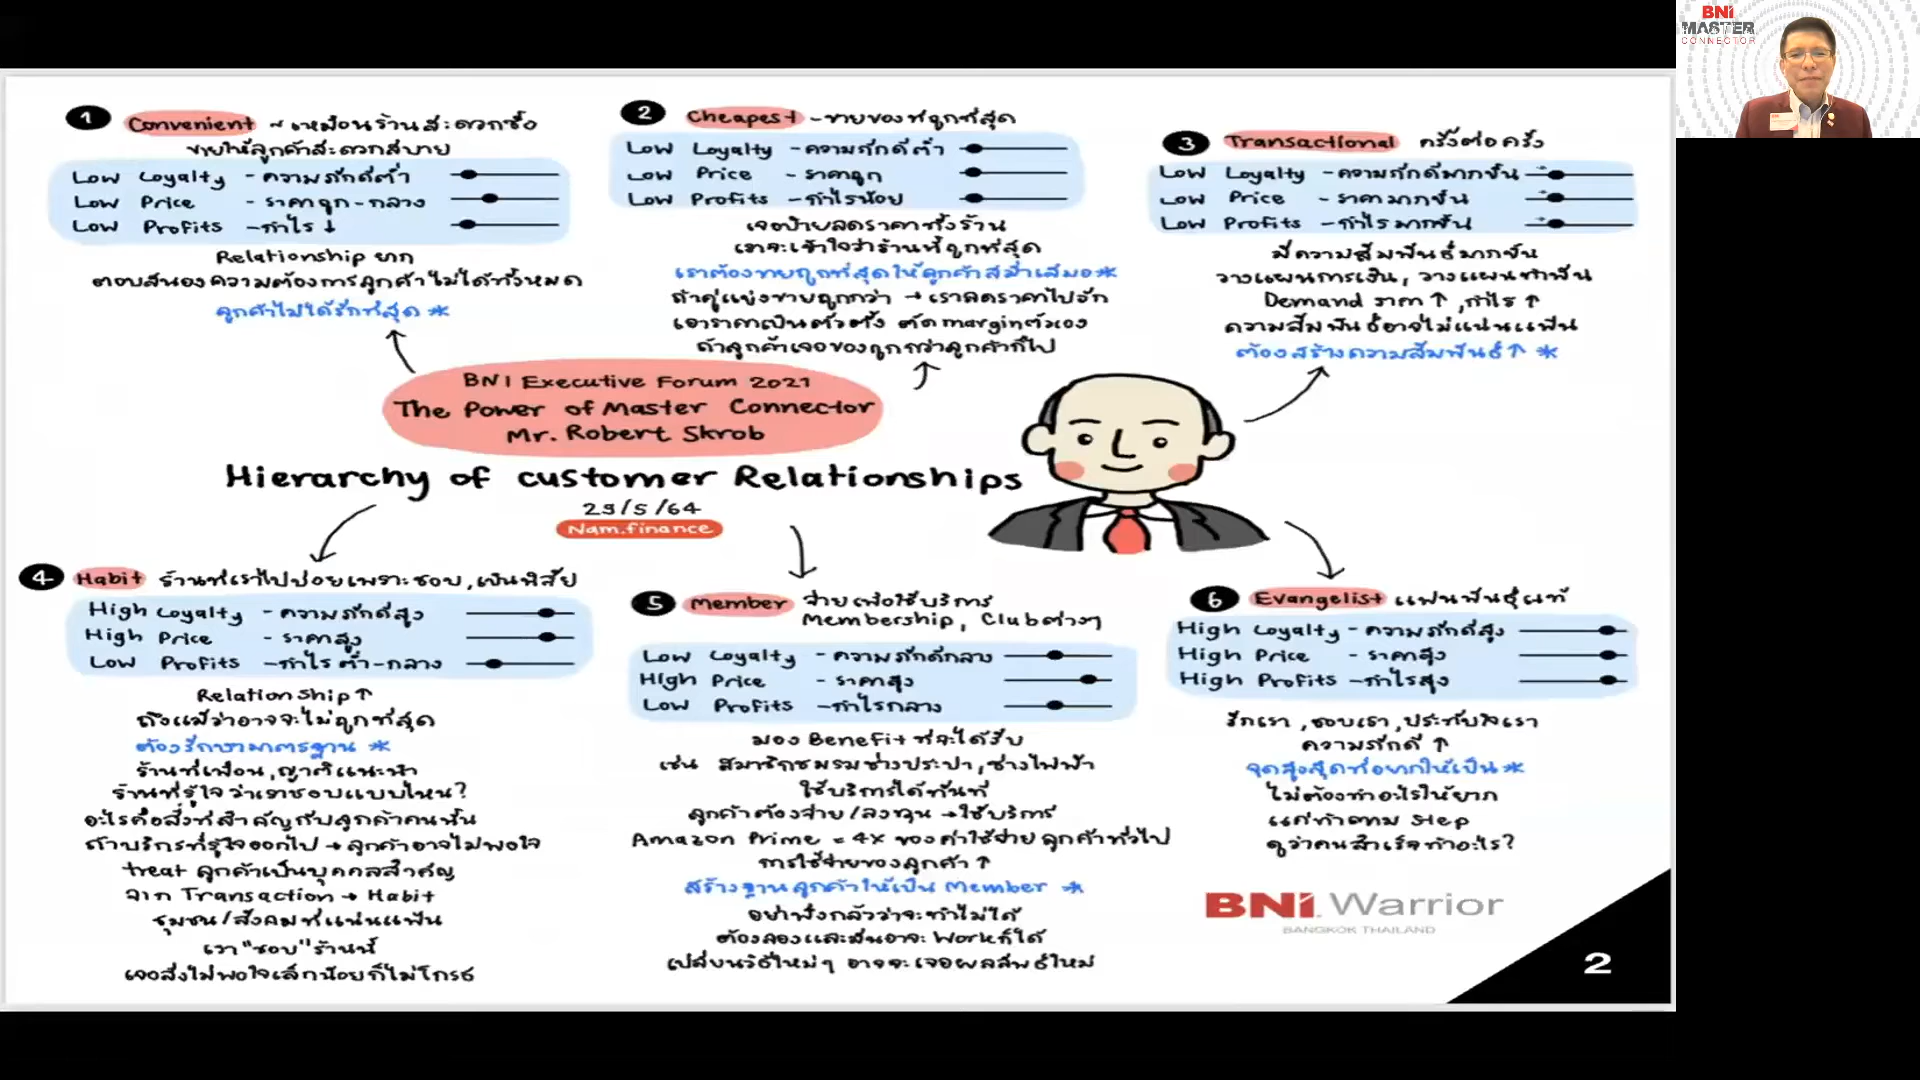 BNI
MASTER
CONNECTOR
1 Convenient ~ เหมือนร้านสะดวกซื้อ
ขายให้ลูกค้าสะดวกสบาย
Low Loyalty - ความภักดีต่ำ
Low Price - ราคาถูก-กลาง
Low Profits - กำไร ↓
Relationship ยาก
ตอบสนองความต้องการลูกค้าไม่ได้ทั้งหมด
ลูกค้าไม่ได้รักที่สุด *
2 Cheapest - ขายของที่ถูกที่สุด
Low Loyalty - ความภักดีต่ำ
Low Price - ราคาถูก
Low Profits - กำไรน้อย
เจอป้ายลดราคาทั้งร้าน
เราจะเข้าใจว่าร้านนี้ถูกที่สุด
เราต้องขายถูกที่สุดให้ลูกค้าสม่ำเสมอ *
ถ้าคู่แข่งขายถูกกว่า → เราลดราคาไปอีก
เอาราคาเป็นตัวตั้ง ตัด margin ตัวเอง
ถ้าลูกค้าเจอของถูกกว่าลูกค้าก็ไป
3 Transactional ครั้งต่อครั้ง
Low Loyalty - ความภักดีมากขึ้น
Low Price - ราคามากขึ้น
Low Profits - กำไรมากขึ้น
มีความสัมพันธ์มากขึ้น
วางแผนการเงิน, วางแผนทำฟัน
Demand ราคา ↑, กำไร ↑
ความสัมพันธ์อาจไม่แน่นแฟ้น
ต้องสร้างความสัมพันธ์ ↑ *
BNI Executive Forum 2021
The Power of Master Connector
Mr. Robert Skrob
Hierarchy of customer Relationships
29/5/64
Nam.finance
4 Habit ร้านที่เราไปบ่อยเพราะชอบ, เป็นนิสัย
High Loyalty - ความภักดีสูง
High Price - ราคาสูง
Low Profits - กำไร ต่ำ-กลาง
Relationship ↑
ถึงแม้ว่าอาจจะไม่ถูกที่สุด
ต้องรักษามาตรฐาน *
ร้านที่เพื่อน, ญาติแนะนำ
ร้านที่รู้ใจ ว่าเราชอบแบบไหน?
อะไรคือสิ่งที่สำคัญกับลูกค้าคนนั้น
ถ้าบริกรที่รู้ใจออกไป → ลูกค้าอาจไม่พอใจ
treat ลูกค้าเป็นบุคคลสำคัญ
จาก Transaction → Habit
ชุมชน/สังคมที่แน่นแฟ้น
เรา "ชอบ" ร้านนี้
เจอสิ่งไม่พอใจเล็กน้อยก็ไม่โกรธ
5 Member จ่ายเพื่อใช้บริการ
Membership, Club ต่างๆ
Low Loyalty - ความภักดีกลาง
High Price - ราคาสูง
Low Profits - กำไรกลาง
มอง Benefit ที่จะได้รับ
เช่น สมาชิกชมรมช่างประปา, ช่างไฟฟ้า
ใช้บริการได้ทันที
ลูกค้าต้องจ่าย/ลงทุน → ใช้บริการ
Amazon Prime = 4X ของค่าใช้จ่ายลูกค้าทั่วไป
การใช้จ่ายของลูกค้า ↑
สร้างฐานลูกค้าให้เป็น Member *
อย่าพึ่งกลัวว่าจะทำไม่ได้
ต้องลองและมันอาจจะ Work ก็ได้
เปลี่ยนวิธีใหม่ๆ อาจจะเจอผลลัพธ์ใหม่
6 Evangelist แฟนพันธุ์แท้
High Loyalty - ความภักดีสูง
High Price - ราคาสูง
High Profits - กำไรสูง
รักเรา, ชอบเรา, ประทับใจเรา
ความภักดี ↑
จุดสูงสุดที่อยากให้เป็น *
ไม่ต้องทำอะไรให้ยาก
แค่ทำตาม Step
ดูว่าคนสำเร็จทำอะไร?
BNI Warrior
BANGKOK THAILAND
2